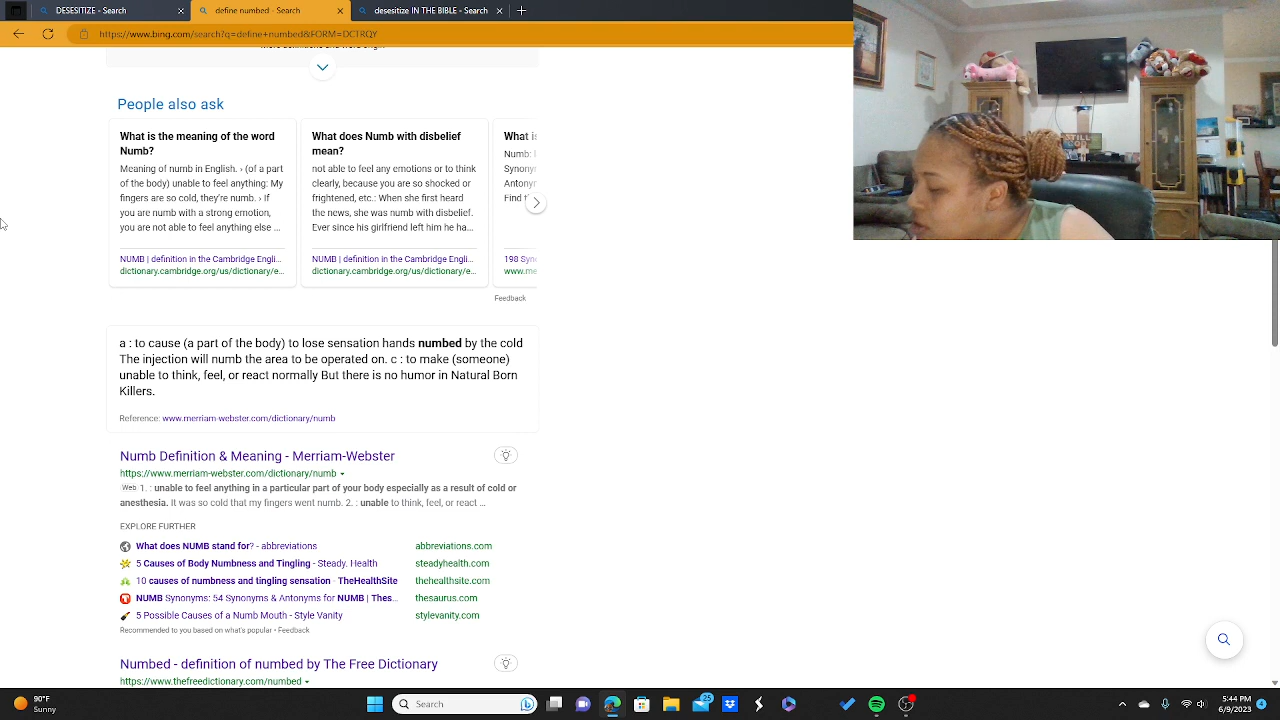 DESESITIZE - Search
define numbed - Search
desesitize IN THE BIBLE - Search
https://www.bing.com/search?q=define+numbed&FORM=DCTRQY
People also ask
What is the meaning of the word
Numb?
Meaning of numb in English. › (of a part
of the body) unable to feel anything: My
fingers are so cold, they're numb. › If
you are numb with a strong emotion,
you are not able to feel anything else ...
NUMB | definition in the Cambridge Engli...
dictionary.cambridge.org/us/dictionary/e...
What does Numb with disbelief
mean?
not able to feel any emotions or to think
clearly, because you are so shocked or
frightened, etc.: When she first heard
the news, she was numb with disbelief.
Ever since his girlfriend left him he ha...
NUMB | definition in the Cambridge Engli...
dictionary.cambridge.org/us/dictionary/e...
What is
Numb:
Synonyr
Antonyr
Find t
198 Syn
www.me
Feedback
a : to cause (a part of the body) to lose sensation hands numbed by the cold
The injection will numb the area to be operated on. c : to make (someone)
unable to think, feel, or react normally But there is no humor in Natural Born
Killers.
Reference: www.merriam-webster.com/dictionary/numb
Numb Definition & Meaning - Merriam-Webster
https://www.merriam-webster.com/dictionary/numb
Web 1. : unable to feel anything in a particular part of your body especially as a result of cold or
anesthesia. It was so cold that my fingers went numb. 2. : unable to think, feel, or react ...
EXPLORE FURTHER
What does NUMB stand for? - abbreviations abbreviations.com
5 Causes of Body Numbness and Tingling - Steady. Health steadyhealth.com
10 causes of numbness and tingling sensation - TheHealthSite thehealthsite.com
NUMB Synonyms: 54 Synonyms & Antonyms for NUMB | Thes... thesaurus.com
5 Possible Causes of a Numb Mouth - Style Vanity stylevanity.com
Recommended to you based on what's popular • Feedback
Numbed - definition of numbed by The Free Dictionary
https://www.thefreedictionary.com/numbed
STILL
GOD
90°F
Sunny
Search
25
5:44 PM
6/9/2023
4